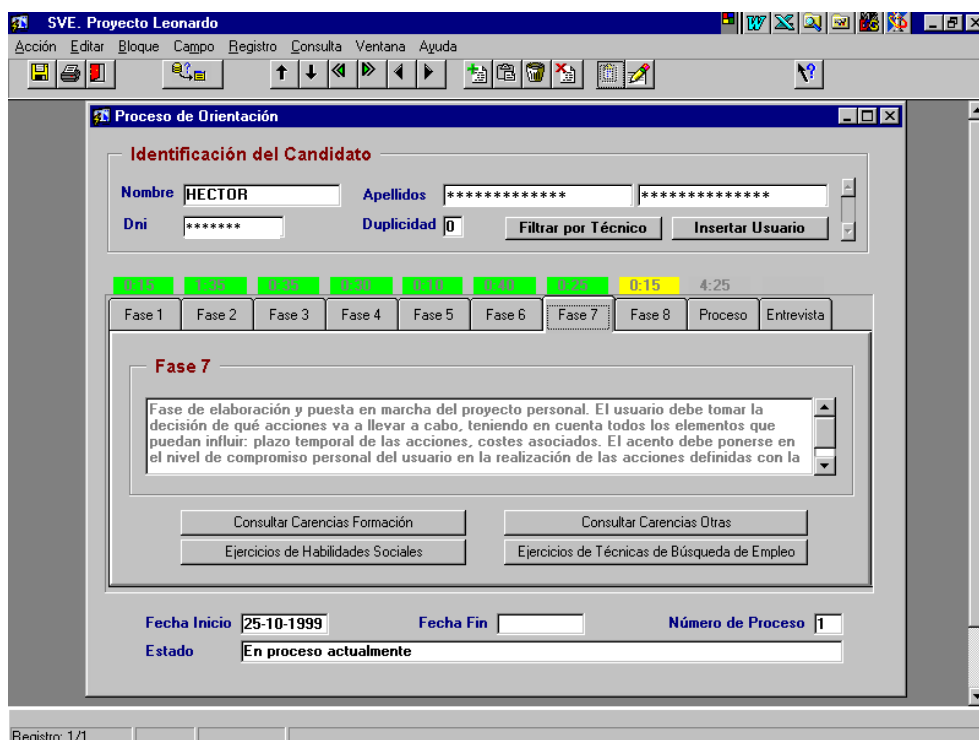 SVE. Proyecto Leonardo
Acción Editar Bloque Campo Registro Consulta Ventana Ayuda
Proceso de Orientación
Identificación del Candidato
Nombre HECTOR Apellidos ************* **************
Dni ******* Duplicidad 0 Filtrar por Técnico Insertar Usuario
0:15 1:35 0:35 0:30 0:10 0:40 0:25 0:15 4:25
Fase 1 Fase 2 Fase 3 Fase 4 Fase 5 Fase 6 Fase 7 Fase 8 Proceso Entrevista
Fase 7
Fase de elaboración y puesta en marcha del proyecto personal. El usuario debe tomar la
decisión de qué acciones va a llevar a cabo, teniendo en cuenta todos los elementos que
puedan influir: plazo temporal de las acciones, costes asociados. El acento debe ponerse en
el nivel de compromiso personal del usuario en la realización de las acciones definidas con la
Consultar Carencias Formación Consultar Carencias Otras
Ejercicios de Habilidades Sociales Ejercicios de Técnicas de Búsqueda de Empleo
Fecha Inicio 25-10-1999 Fecha Fin Número de Proceso 1
Estado En proceso actualmente
Registro: 1/1